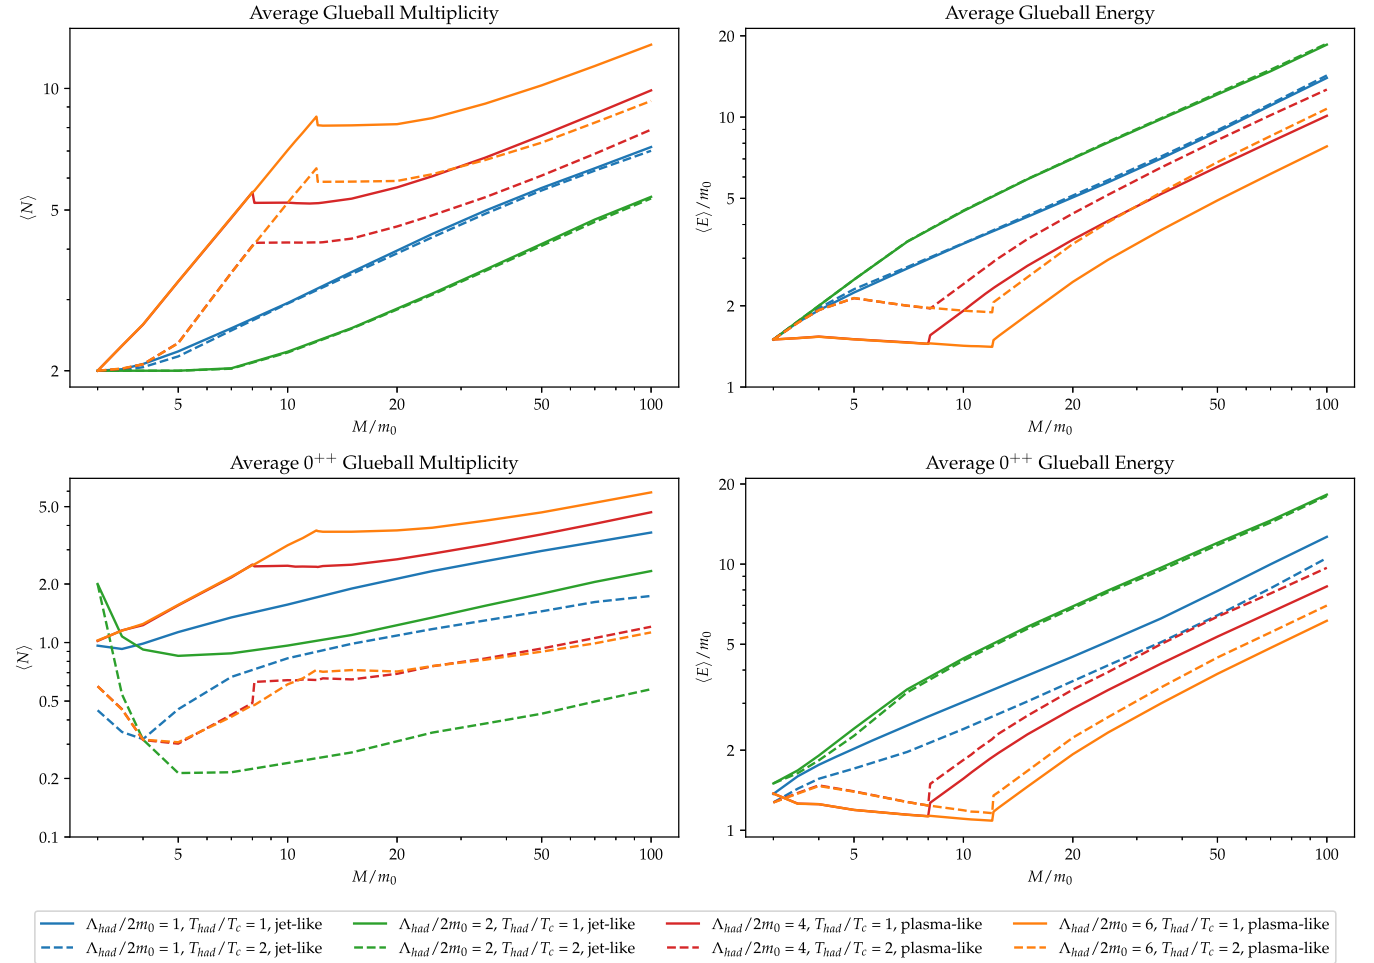 Average Glueball Multiplicity
⟨N⟩
10
5
2
5 10 20 50 100
M/m₀
Average Glueball Energy
⟨E⟩/m₀
20
10
5
2
1
5 10 20 50 100
M/m₀
Average 0⁺⁺ Glueball Multiplicity
⟨N⟩
5.0
2.0
1.0
0.5
0.2
0.1
5 10 20 50 100
M/m₀
Average 0⁺⁺ Glueball Energy
⟨E⟩/m₀
20
10
5
2
1
5 10 20 50 100
M/m₀
Λ_had/2m₀ = 1, T_had/T_c = 1, jet-like
Λ_had/2m₀ = 1, T_had/T_c = 2, jet-like
Λ_had/2m₀ = 2, T_had/T_c = 1, jet-like
Λ_had/2m₀ = 2, T_had/T_c = 2, jet-like
Λ_had/2m₀ = 4, T_had/T_c = 1, plasma-like
Λ_had/2m₀ = 4, T_had/T_c = 2, plasma-like
Λ_had/2m₀ = 6, T_had/T_c = 1, plasma-like
Λ_had/2m₀ = 6, T_had/T_c = 2, plasma-like